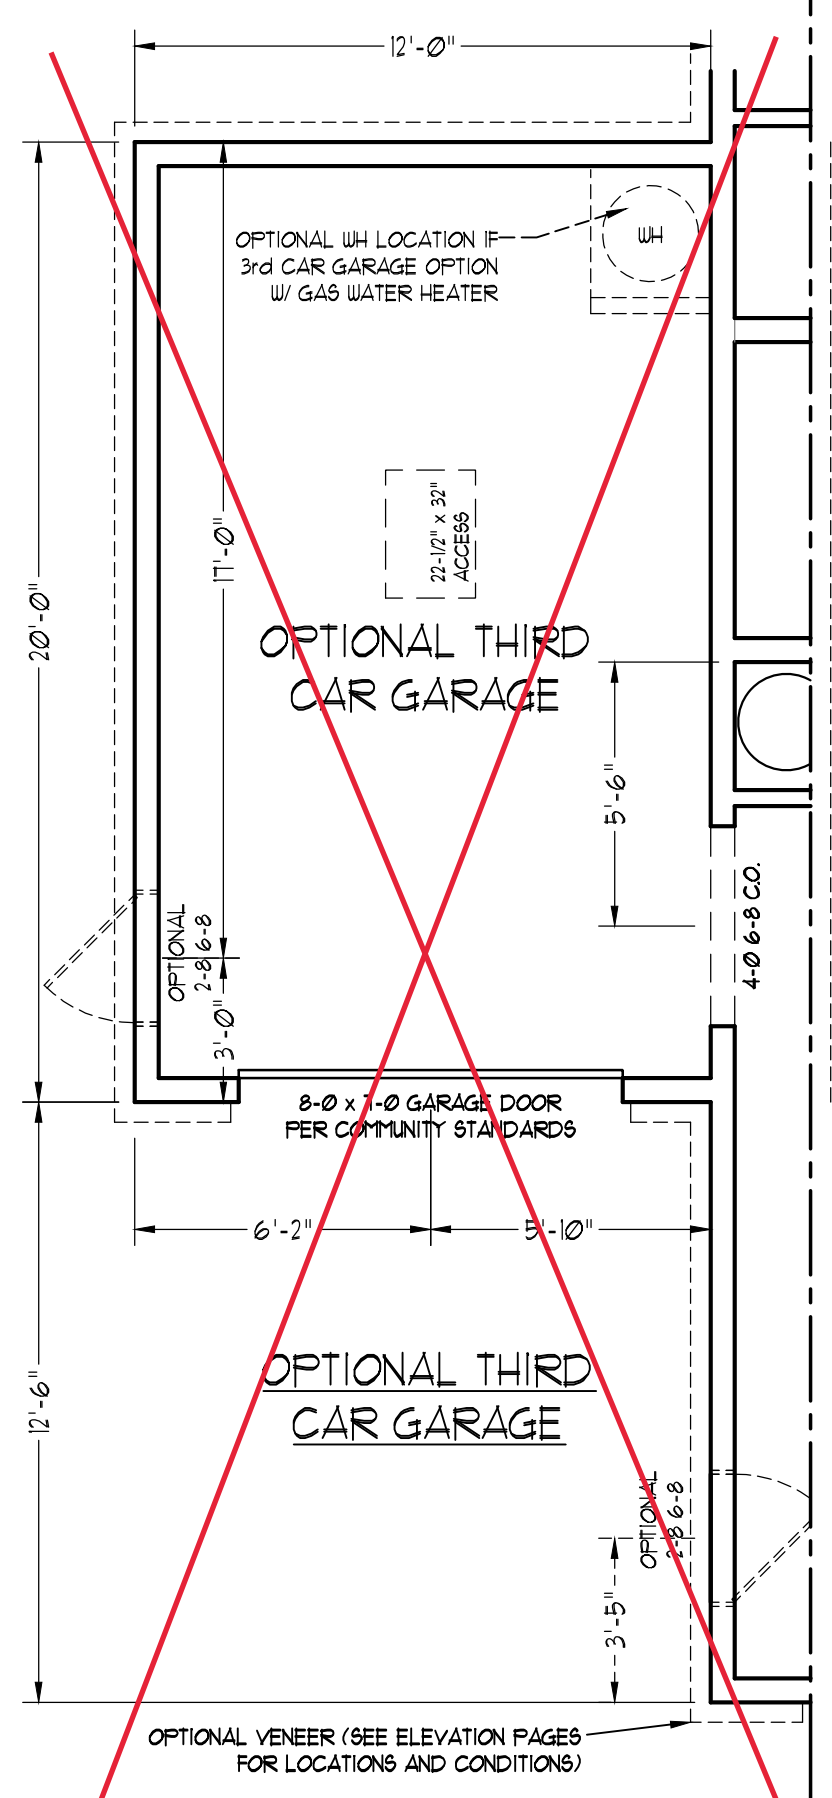 12'-0"
OPTIONAL WH LOCATION IF
3rd CAR GARAGE OPTION
W/ GAS WATER HEATER
WH
22-1/2" x 32"
ACCESS
17'-0"
20'-0"
OPTIONAL THIRD
CAR GARAGE
5'-6"
4-0 6-8 C.O.
OPTIONAL
2-8 6-8
3'-0"
8-0 x 7-0 GARAGE DOOR
PER COMMUNITY STANDARDS
6'-2"
5'-10"
12'-6"
OPTIONAL THIRD
CAR GARAGE
OPTIONAL
2-8 6-8
3'-5"
OPTIONAL VENEER (SEE ELEVATION PAGES
FOR LOCATIONS AND CONDITIONS)